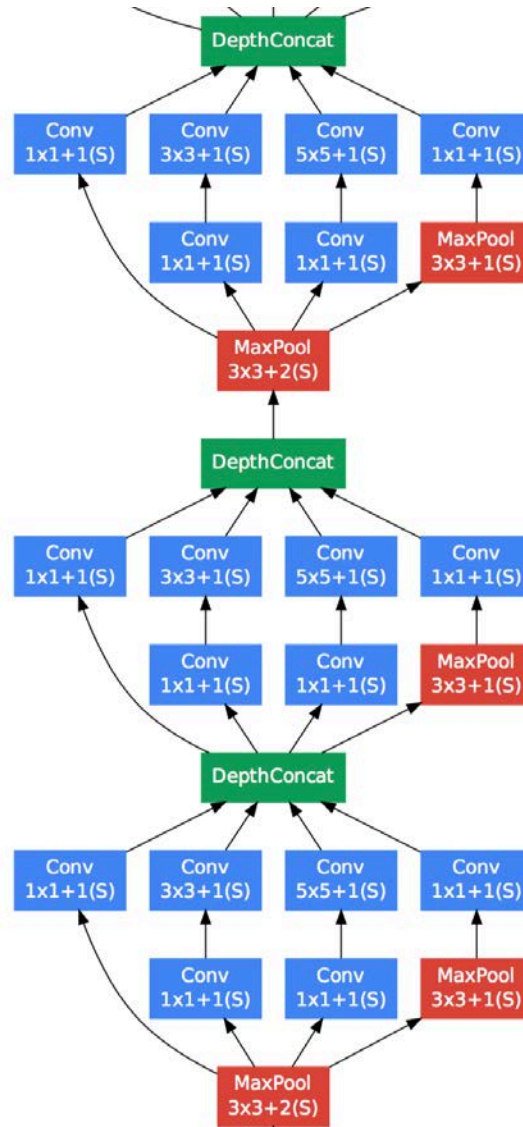 DepthConcat
Conv Conv Conv Conv
1x1+1(S) 3x3+1(S) 5x5+1(S) 1x1+1(S)
Conv Conv MaxPool
1x1+1(S) 1x1+1(S) 3x3+1(S)
MaxPool
3x3+2(S)
DepthConcat
Conv Conv Conv Conv
1x1+1(S) 3x3+1(S) 5x5+1(S) 1x1+1(S)
Conv Conv MaxPool
1x1+1(S) 1x1+1(S) 3x3+1(S)
DepthConcat
Conv Conv Conv Conv
1x1+1(S) 3x3+1(S) 5x5+1(S) 1x1+1(S)
Conv Conv MaxPool
1x1+1(S) 1x1+1(S) 3x3+1(S)
MaxPool
3x3+2(S)